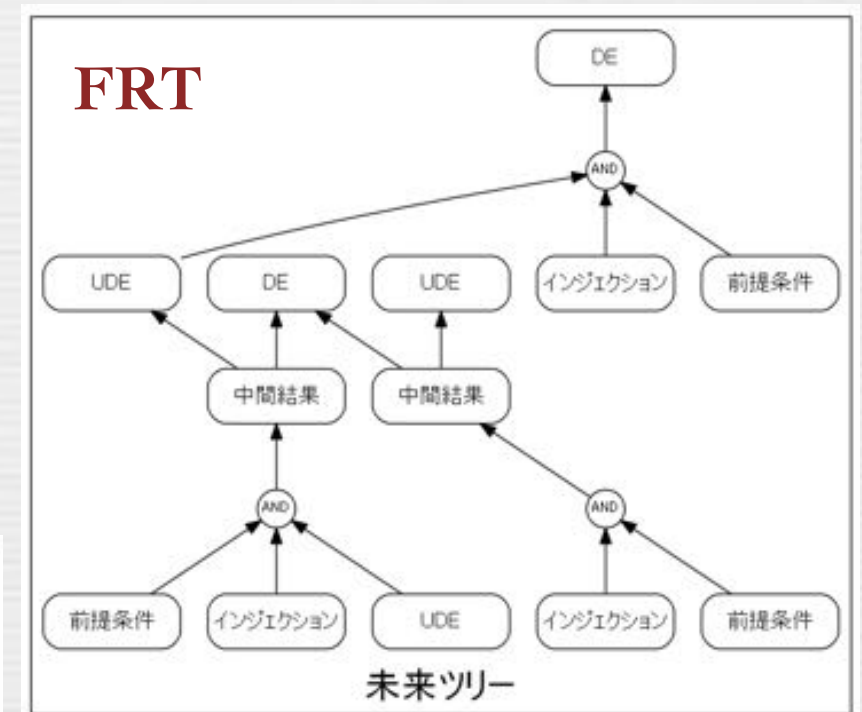 FRT
DE
AND
UDE
DE
UDE
インジェクション
前提条件
中間結果
中間結果
AND
AND
前提条件
インジェクション
UDE
インジェクション
前提条件
未来ツリー